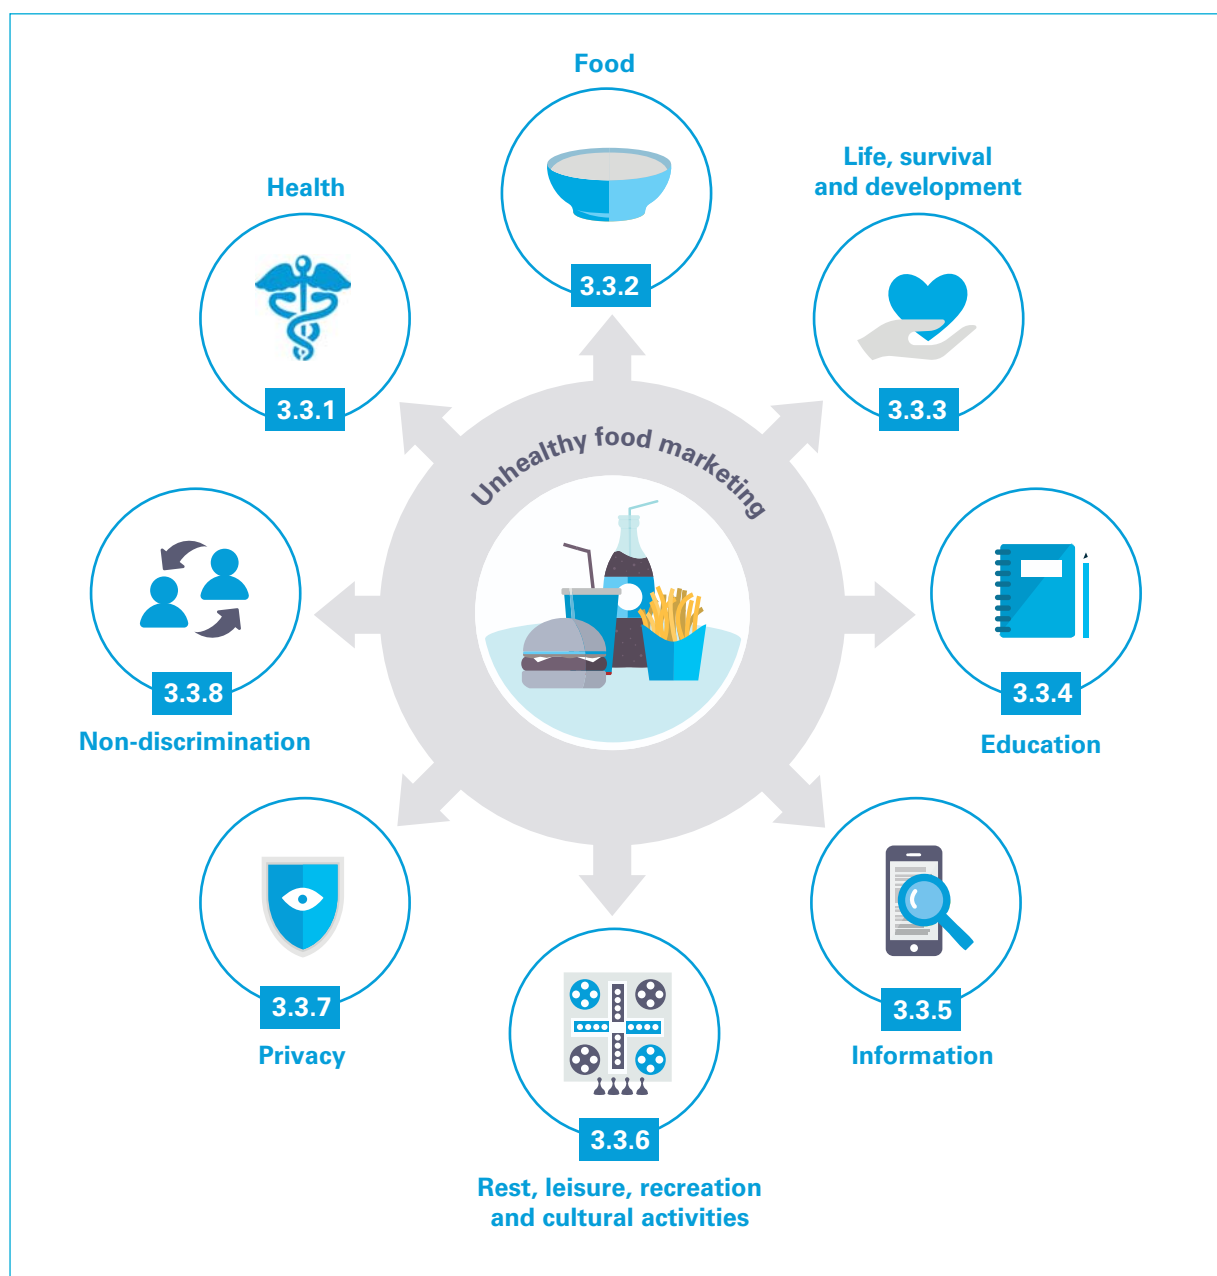 Food
3.3.2
Life, survival
and development
3.3.3
Health
3.3.1
Unhealthy food marketing
3.3.4
Education
3.3.8
Non-discrimination
3.3.5
Information
3.3.7
Privacy
3.3.6
Rest, leisure, recreation
and cultural activities